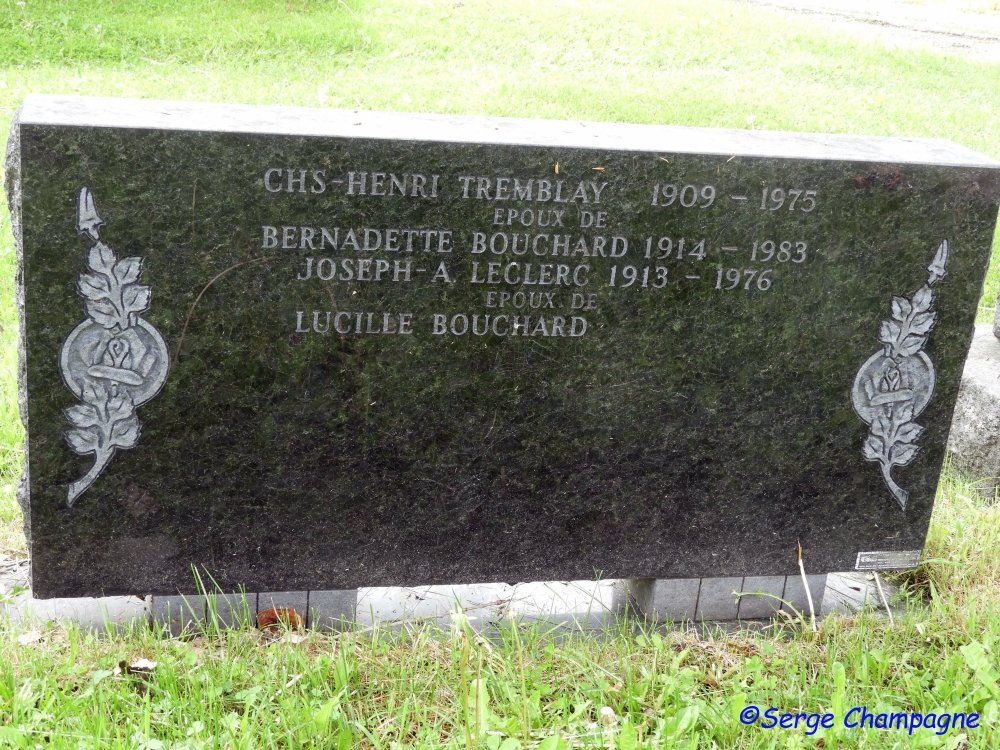 CHS-HENRI TREMBLAY 1909 - 1975
EPOUX DE
BERNADETTE BOUCHARD 1914 - 1983
JOSEPH-A. LECLERC 1913 - 1976
EPOUX DE
LUCILLE BOUCHARD
©Serge Champagne